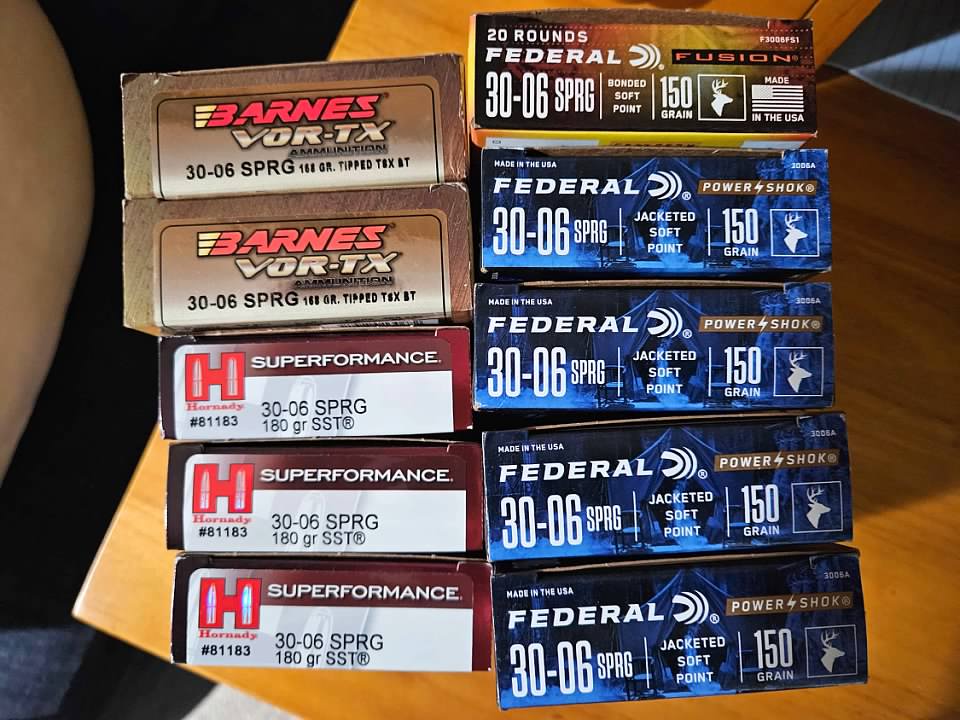 BARNES
VOR-TX
AMMUNITION
30-06 SPRG 168 GR. TIPPED TSX BT
BARNES
VOR-TX
AMMUNITION
30-06 SPRG 168 GR. TIPPED TSX BT
H SUPERFORMANCE.
Hornady
#81183
30-06 SPRG
180 gr SST®
H SUPERFORMANCE.
Hornady
#81183
30-06 SPRG
180 gr SST®
H SUPERFORMANCE.
Hornady
#81183
30-06 SPRG
180 gr SST®
20 ROUNDS
F3006FS1
FEDERAL® FUSION®
30-06 SPRG
BONDED
SOFT
POINT
150
GRAIN
MADE
IN THE USA
MADE IN THE USA
3006A
FEDERAL® POWER SHOK®
30-06 SPRG
JACKETED
SOFT
POINT
150
GRAIN
MADE IN THE USA
3006A
FEDERAL® POWER SHOK®
30-06 SPRG
JACKETED
SOFT
POINT
150
GRAIN
MADE IN THE USA
3006A
FEDERAL® POWER SHOK®
30-06 SPRG
JACKETED
SOFT
POINT
150
GRAIN
MADE IN THE USA
3006A
FEDERAL® POWER SHOK®
30-06 SPRG
JACKETED
SOFT
POINT
150
GRAIN